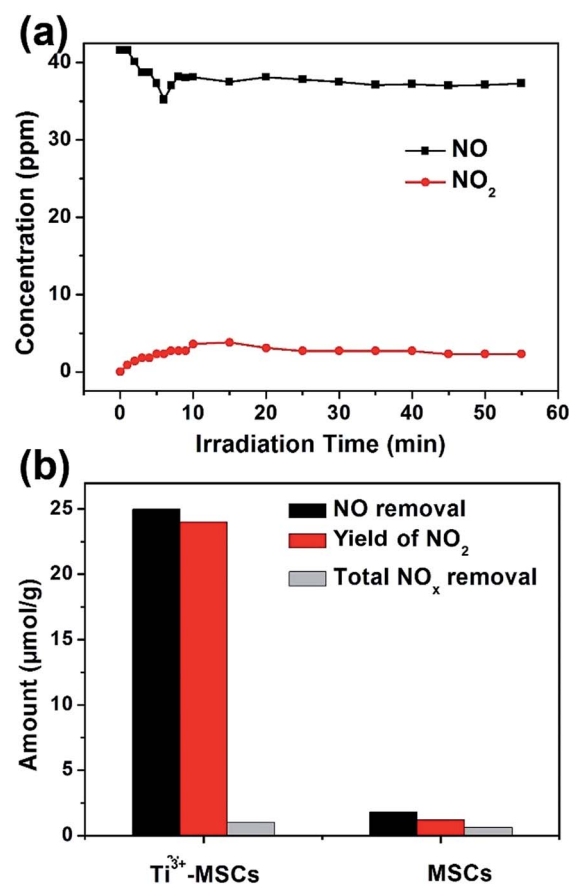 (a)
40
30
20
10
0
Concentration (ppm)
NO
NO₂
0 10 20 30 40 50 60
Irradiation Time (min)
(b)
25
20
15
10
5
0
Amount (μmol/g)
NO removal
Yield of NO₂
Total NOₓ removal
Ti³⁺-MSCs MSCs